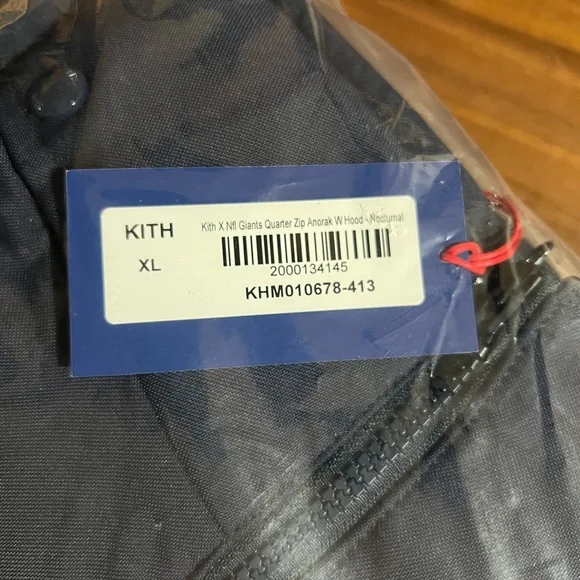 KITH
Kith X Nfl Giants Quarter Zip Anorak W Hood - Nocturnal
XL
2000134145
KHM010678-413